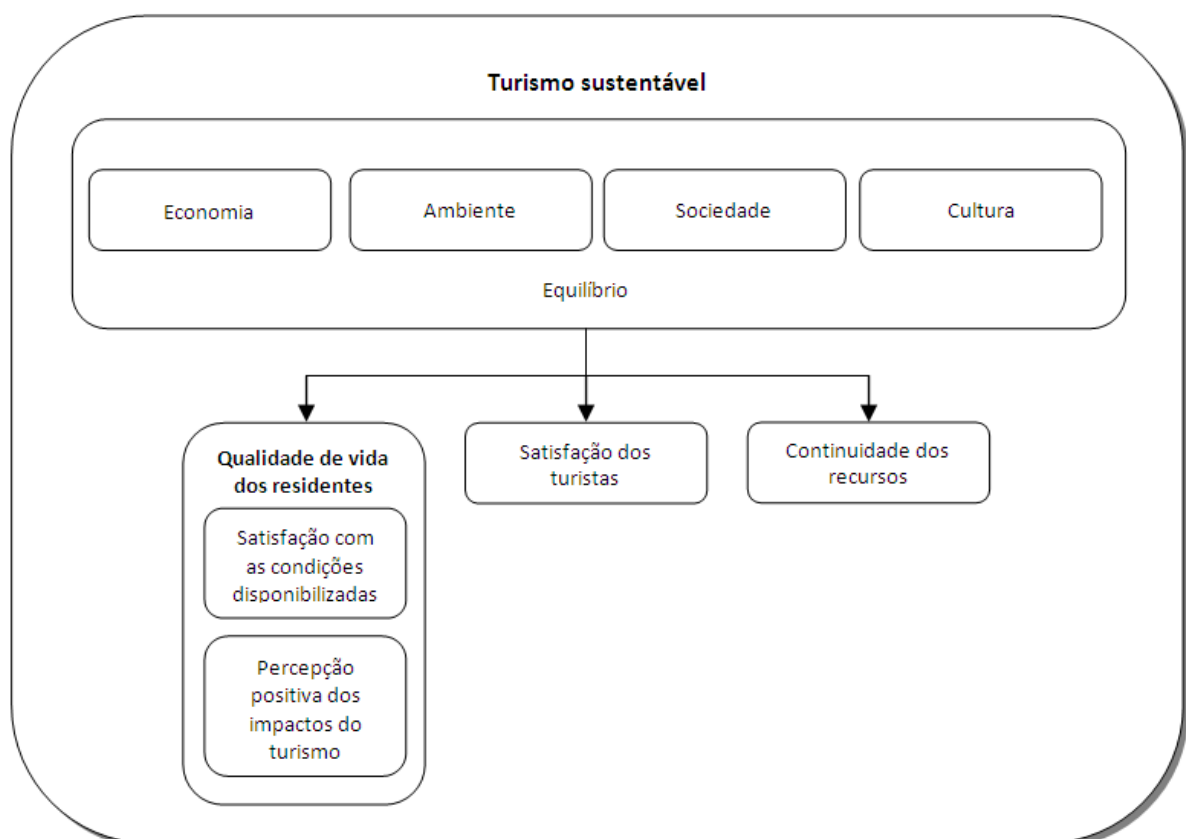 Turismo sustentável
Economia
Ambiente
Sociedade
Cultura
Equilíbrio
Qualidade de vida
dos residentes
Satisfação com
as condições
disponibilizadas
Percepção
positiva dos
impactos do
turismo
Satisfação dos
turistas
Continuidade dos
recursos